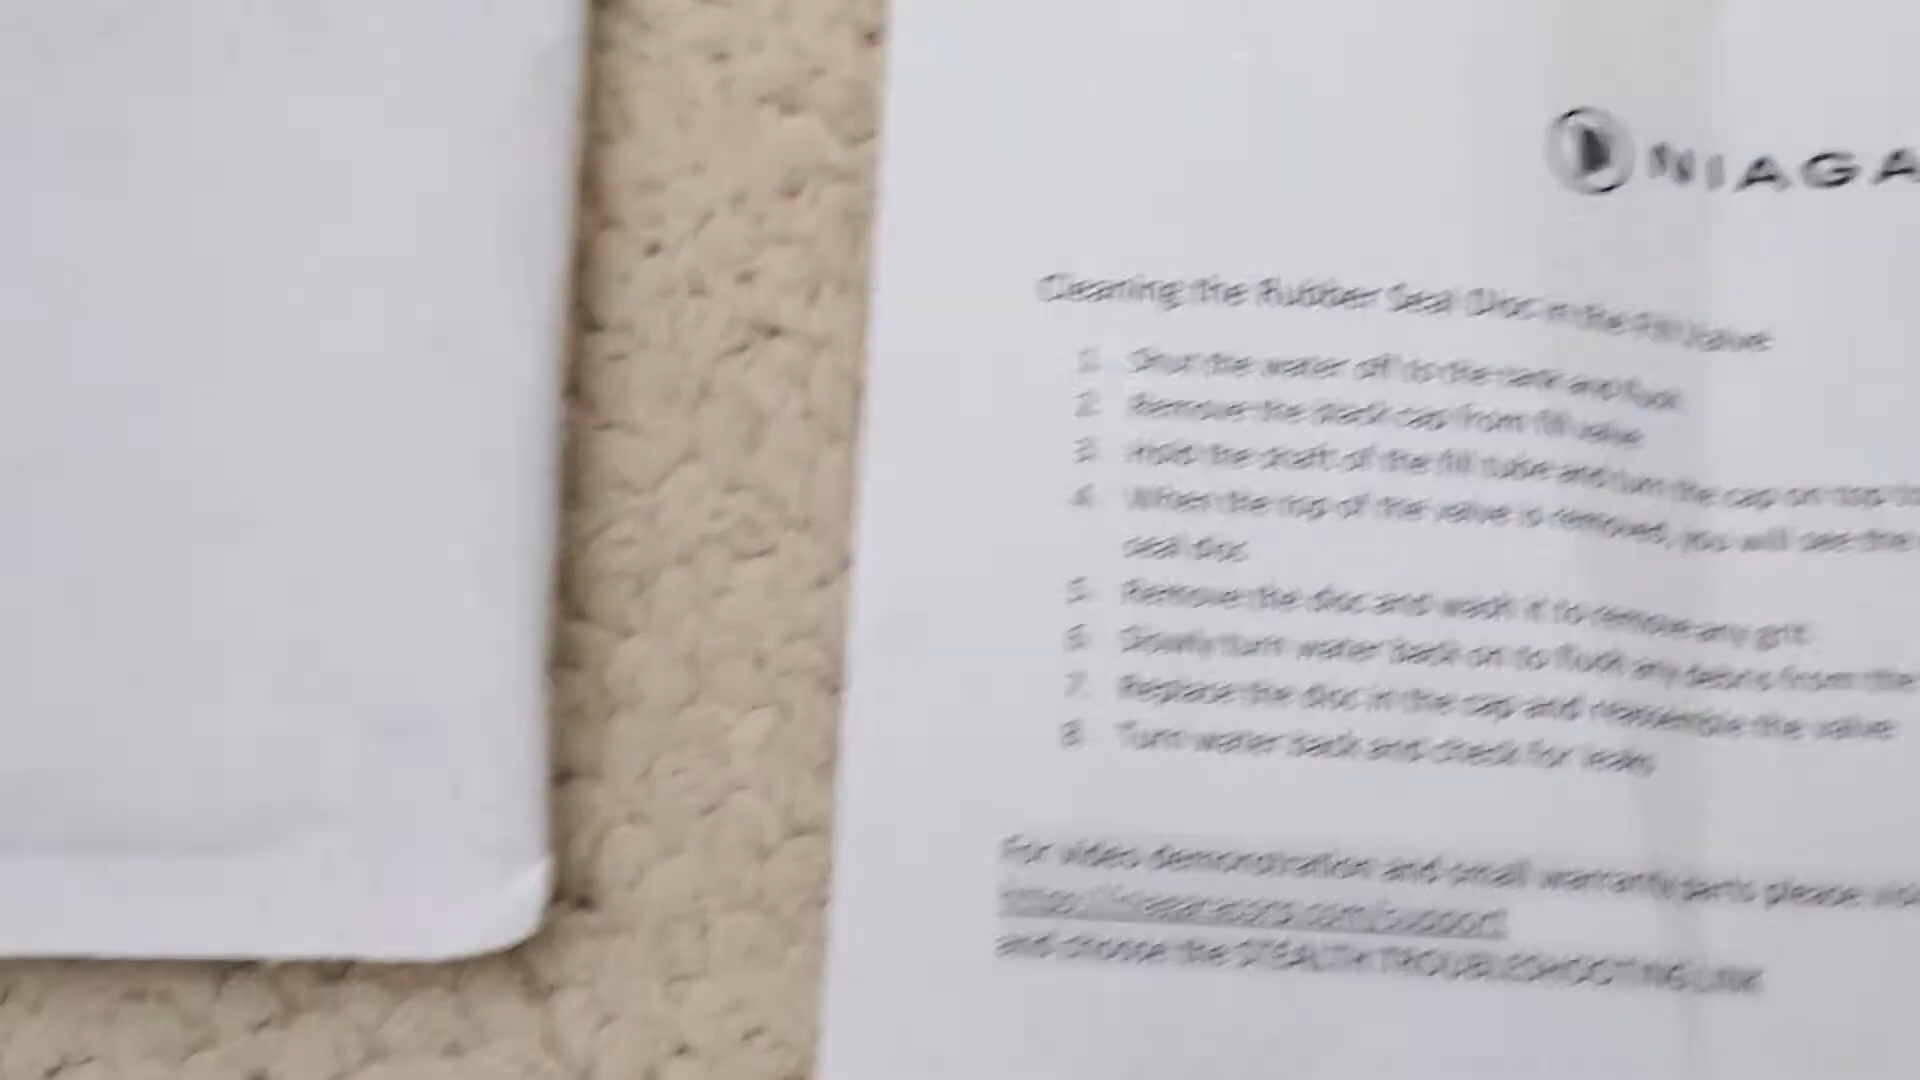 NIAGA
Cleaning the Rubber Seal Disc in the Fill Valve
1. Shut the water off to the tank and flush
2. Remove the black cap from fill valve
3. Hold the shaft of the fill tube and turn the cap on top
4. When the top of the valve is removed, you will see the
seal disc
5. Remove the disc and wash it to remove any grit
6. Slowly turn water back on to flush any debris from the
7. Replace the disc in the cap and reassemble the valve
8. Turn water back and check for leaks
For video demonstration and small warranty parts please
and choose the STEALTH TROUBLESHOOTING LINK